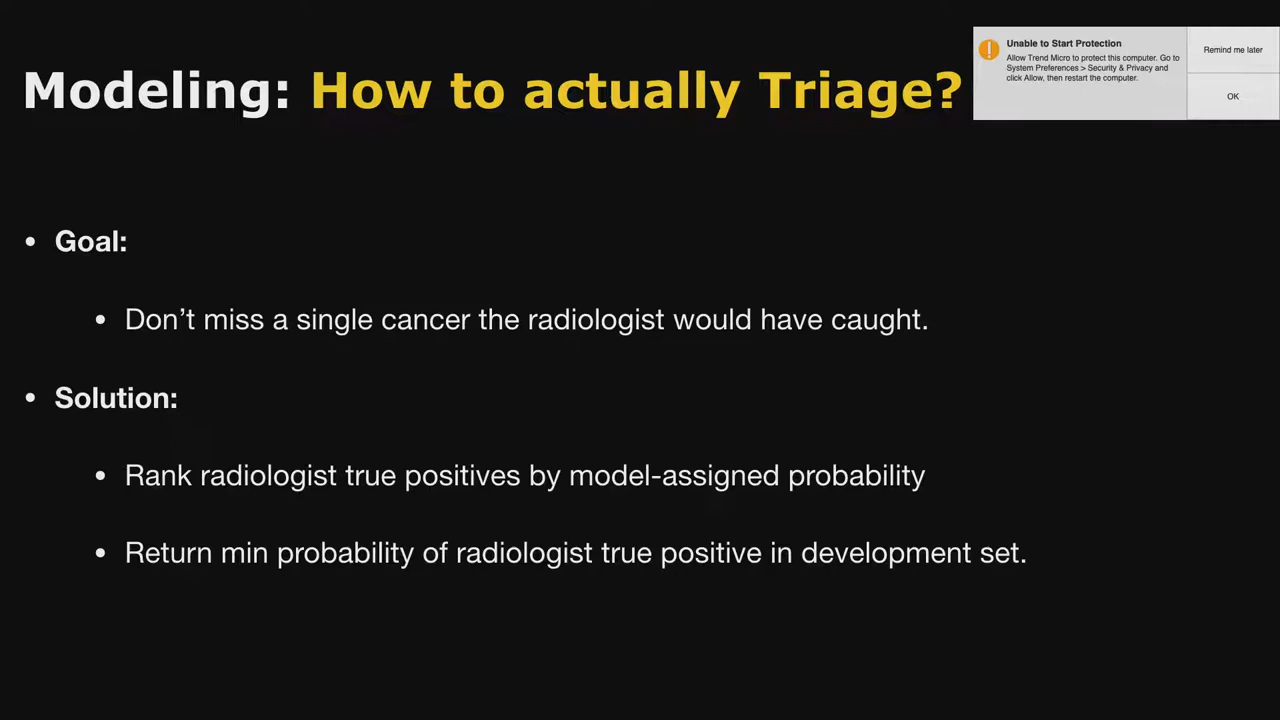 Modeling: How to actually Triage?
Unable to Start Protection
Allow Trend Micro to protect this computer. Go to
System Preferences > Security & Privacy and
click Allow, then restart the computer.
Remind me later
OK
• Goal:
• Don’t miss a single cancer the radiologist would have caught.
• Solution:
• Rank radiologist true positives by model-assigned probability
• Return min probability of radiologist true positive in development set.